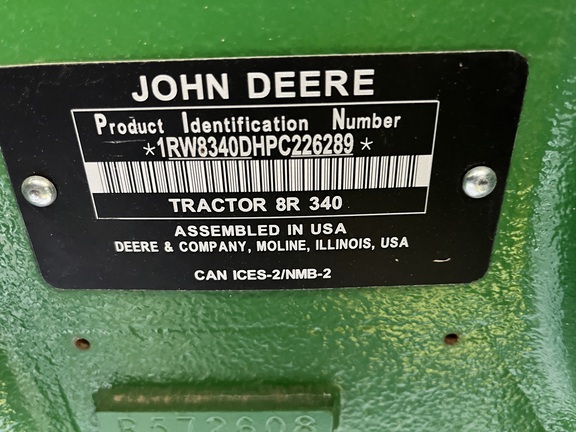 JOHN DEERE
Product Identification Number
*1RW8340DHPC226289*
TRACTOR 8R 340
ASSEMBLED IN USA
DEERE & COMPANY, MOLINE, ILLINOIS, USA
CAN ICES-2/NMB-2
R572608